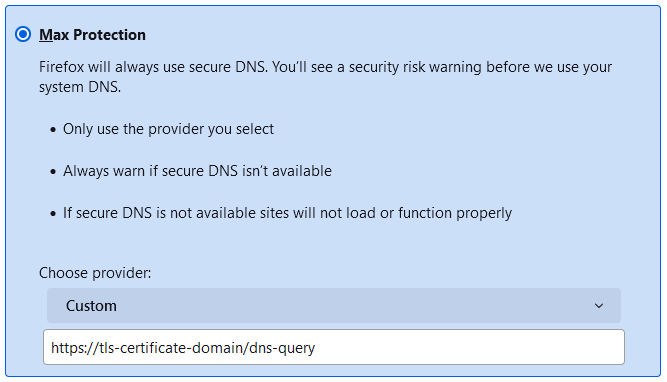 Max Protection
Firefox will always use secure DNS. You’ll see a security risk warning before we use your
system DNS.
• Only use the provider you select
• Always warn if secure DNS isn’t available
• If secure DNS is not available sites will not load or function properly
Choose provider:
Custom
https://tls-certificate-domain/dns-query